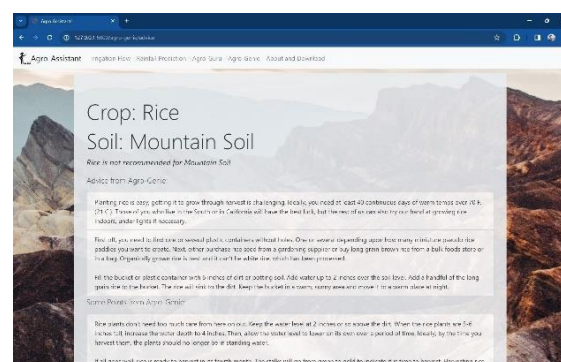 Agro Assistant
Agro Assistant Irrigation Flow Rainfall Prediction Agro Guru Agro Genie About and Download
Crop: Rice
Soil: Mountain Soil
Rice is not recommended for Mountain Soil
Advice from Agro-Genie:
Planting rice is easy; getting it to grow through harvest is challenging. Ideally, you need at least 40 continuous days of warm temps over 70 F.
(21 C.). Those of you who live in the South or in California will have the best luck, but the rest of us can also try our hand at growing rice
indoors, under lights if necessary.
First off, you need to find one or several plastic containers without holes. One or several depending upon how many miniature pseudo rice
paddies you want to create. Next, either purchase rice seed from a gardening supplier or buy long grain brown rice from a bulk foods store or
in a bag. Organically grown rice is best and it can't be white rice, which has been processed.
Fill the bucket or plastic container with 6 inches of dirt or potting soil. Add water up to 2 inches over the soil level. Add a handful of the long
grain rice to the bucket. The rice will sink to the dirt. Keep the bucket in a warm, sunny area and move it to a warm place at night.
Some Points from Agro Genie:
Rice plants don't need too much care from here on out. Keep the water level at 2 inches or so above the dirt. When the rice plants are 5-6
inches tall, increase the water depth to 4 inches. Then, allow the water level to lower on its own over a period of time. Ideally, by the time you
harvest them, the plants should no longer be in standing water.